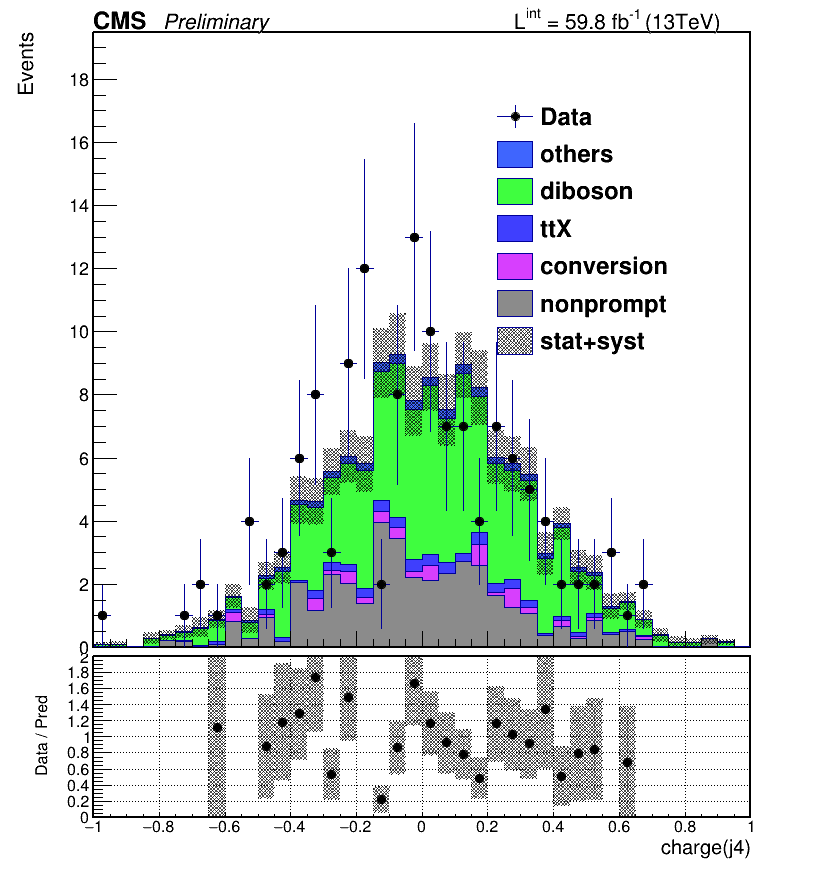 CMS Preliminary L^int = 59.8 fb^-1 (13TeV)
Events
18
16
14
12
10
8
6
4
2
0
Data
others
diboson
ttX
conversion
nonprompt
stat+syst
Data / Pred
2
1.8
1.6
1.4
1.2
1
0.8
0.6
0.4
0.2
0
−1 −0.8 −0.6 −0.4 −0.2 0 0.2 0.4 0.6 0.8 1
charge(j4)